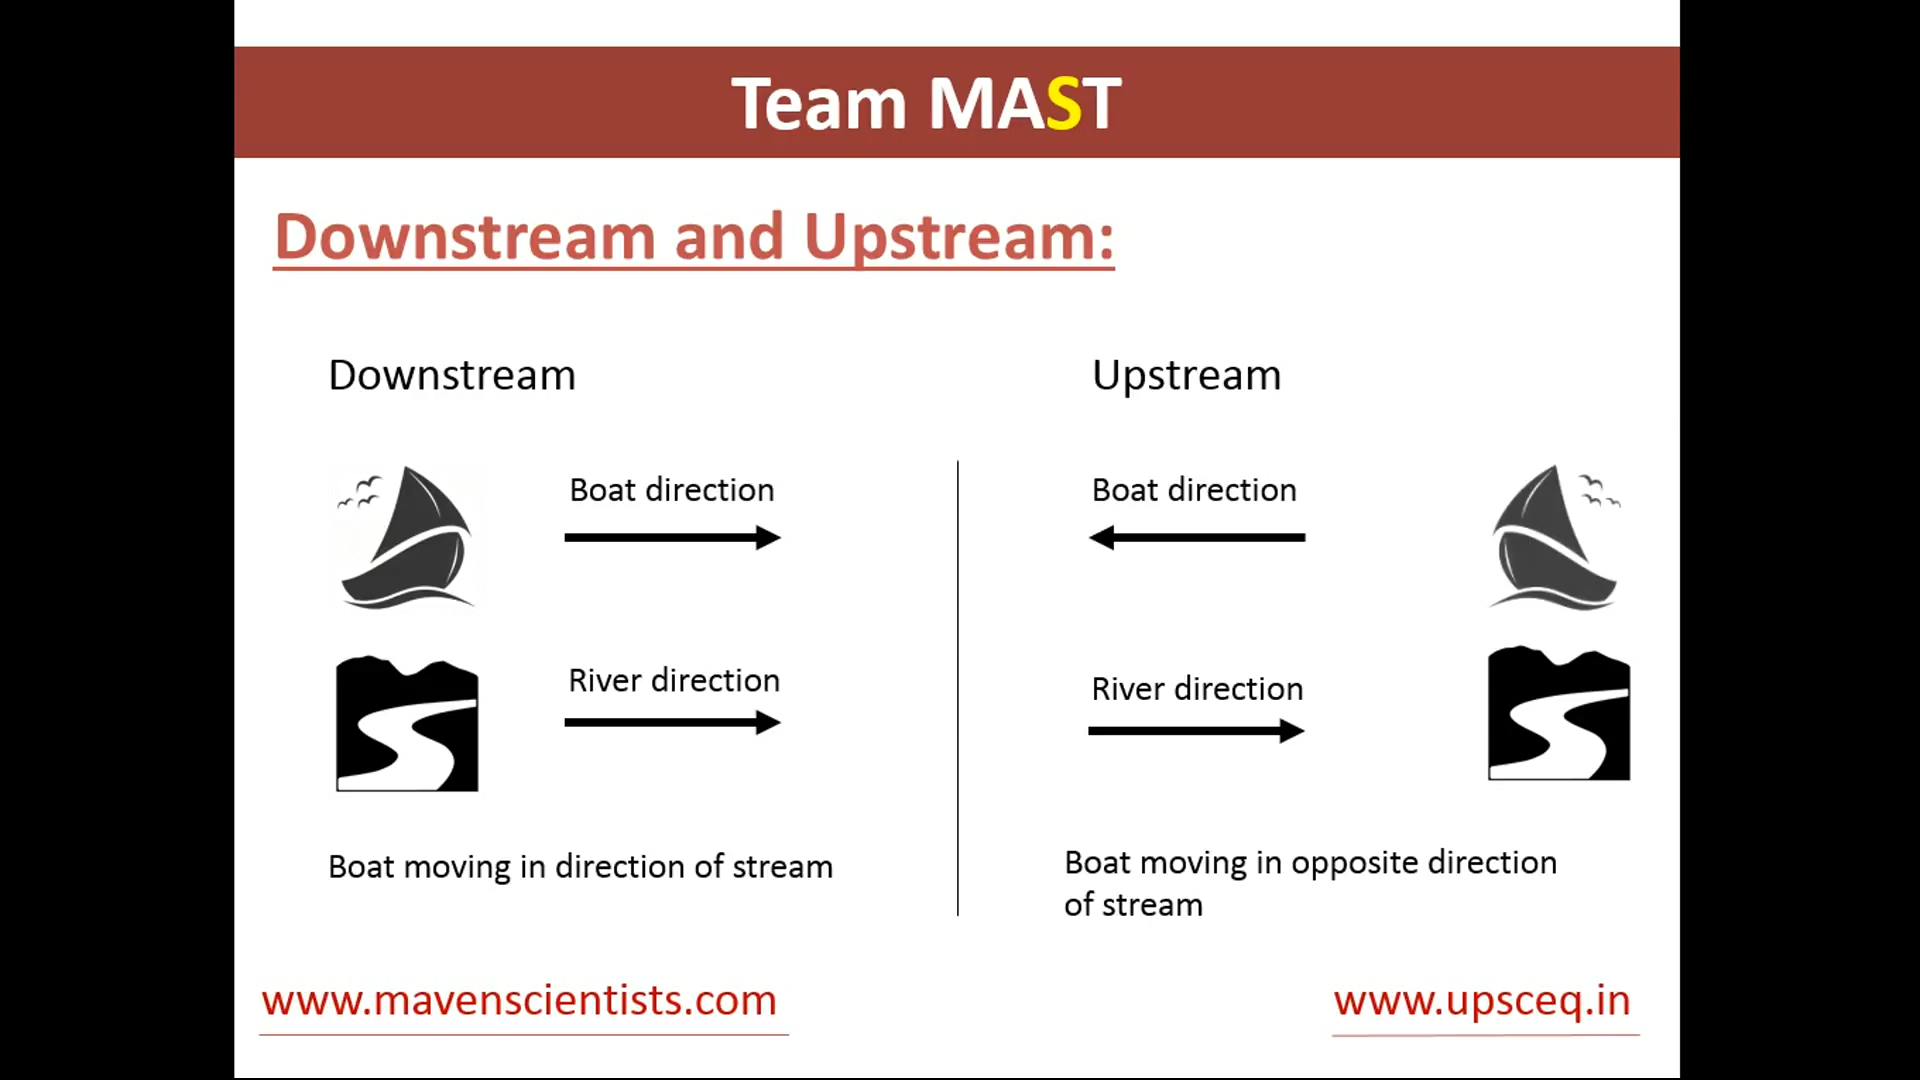 Team MAST
Downstream and Upstream:
Downstream
Boat direction
River direction
Boat moving in direction of stream
Upstream
Boat direction
River direction
Boat moving in opposite direction
of stream
www.mavenscientists.com
www.upsceq.in